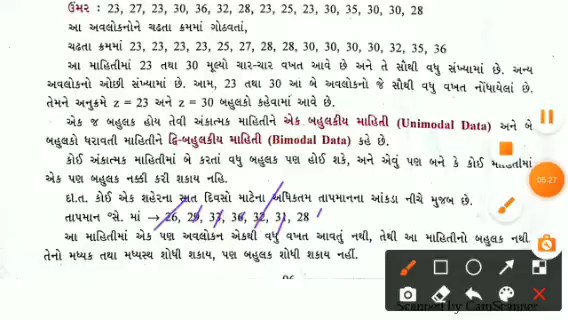 ઉંમર : 23, 27, 23, 30, 36, 32, 28, 23, 25, 23, 30, 35, 30, 30, 28
આ અવલોકનોને ચઢતા ક્રમમાં ગોઠવતાં,
ચઢતા ક્રમમાં 23, 23, 23, 23, 25, 27, 28, 28, 30, 30, 30, 30, 32, 35, 36
આ માહિતીમાં 23 તથા 30 મૂલ્યો ચાર-ચાર વખત આવે છે અને તે સૌથી વધુ સંખ્યામાં છે. અન્ય
અવલોકનો ઓછી સંખ્યામાં છે. આમ, 23 તથા 30 આ બે અવલોકનો જે સૌથી વધુ વખત નોંધાયેલાં છે.
તેમને અનુક્રમે z = 23 અને z = 30 બહુલકો કહેવામાં આવે છે.
એક જ બહુલક હોય તેવી અંકાત્મક માહિતીને એક બહુલકીય માહિતી (Unimodal Data) અને બે
બહુલકો ધરાવતી માહિતીને દ્વિ-બહુલકીય માહિતી (Bimodal Data) કહે છે.
કોઈ અંકાત્મક માહિતીમાં બે કરતાં વધુ બહુલક પણ હોઈ શકે, અને એવું પણ બને કે કોઈ માહિતીમાં
એક પણ બહુલક નક્કી કરી શકાય નહિ.
દા.ત. કોઈ એક શહેરના સાત દિવસો માટેના અધિકતમ તાપમાનના આંકડા નીચે મુજબ છે.
તાપમાન સે. માં → 26, 29, 33, 36, 32, 31, 28
આ માહિતીમાં એક પણ અવલોકન એકથી વધુ વખત આવતું નથી, તેથી આ માહિતીનો બહુલક નથી.
તેનો મધ્યક તથા મધ્યસ્થ શોધી શકાય, પણ બહુલક શોધી શકાય નહીં.
05:27
Scanned by CamScanner